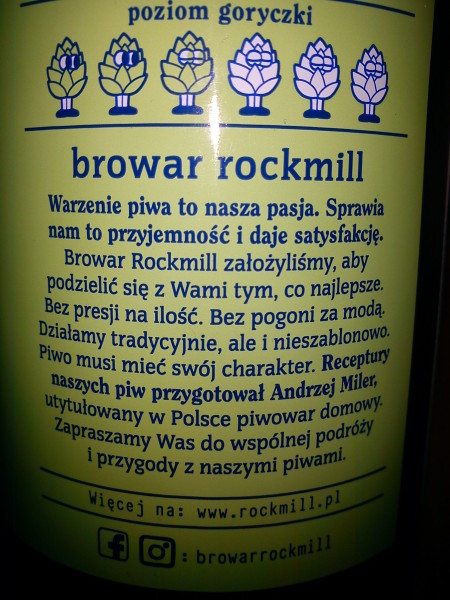 poziom goryczki
browar rockmill
Warzenie piwa to nasza pasja. Sprawia
nam to przyjemność i daje satysfakcję.
Browar Rockmill założyliśmy, aby
podzielić się z Wami tym, co najlepsze.
Bez presji na ilość. Bez pogoni za modą.
Działamy tradycyjnie, ale i nieszablonowo.
Piwo musi mieć swój charakter. Receptury
naszych piw przygotował Andrzej Miler,
utytułowany w Polsce piwowar domowy.
Zapraszamy Was do wspólnej podróży
i przygody z naszymi piwami.
Więcej na: www.rockmill.pl
: browarrockmill